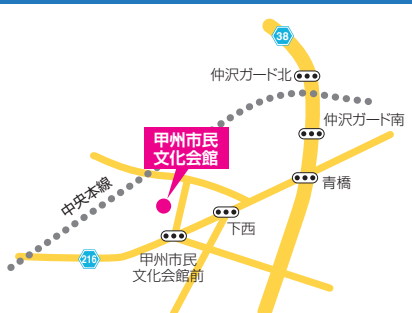 38
仲沢ガード北
仲沢ガード南
甲州市民
文化会館
青橋
中央本線
下西
216
甲州市民
文化会館前